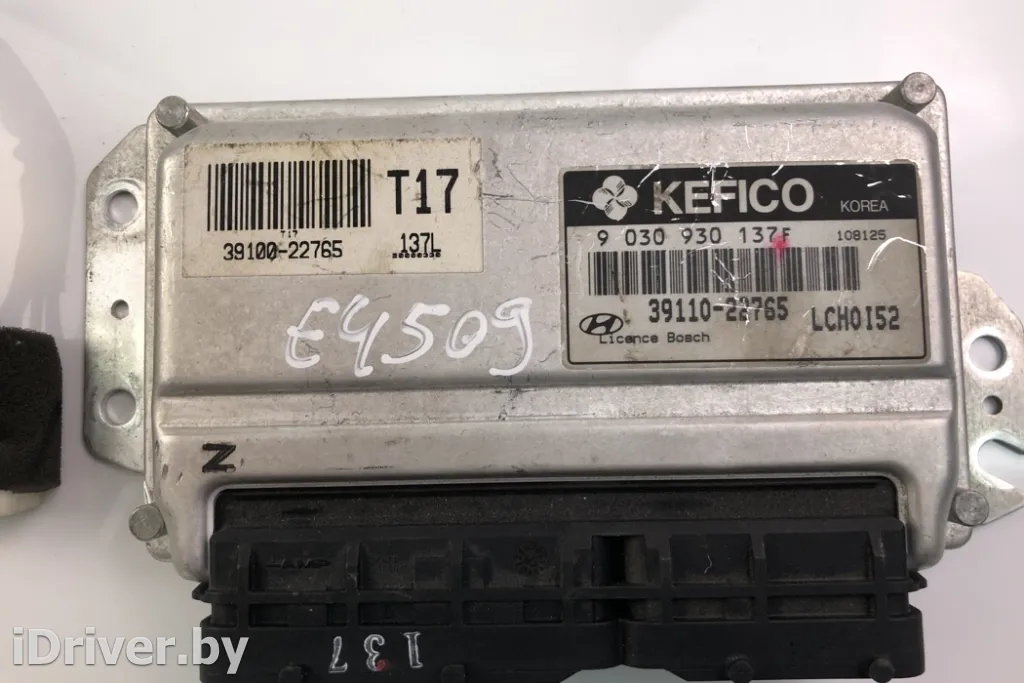 T17
T17
39100-22765
137L
KEFICO
KOREA
9 030 930 137F
108125
39110-22765
LCH0I52
Licence Bosch
E4509
Z
AMP
137
iDriver.by